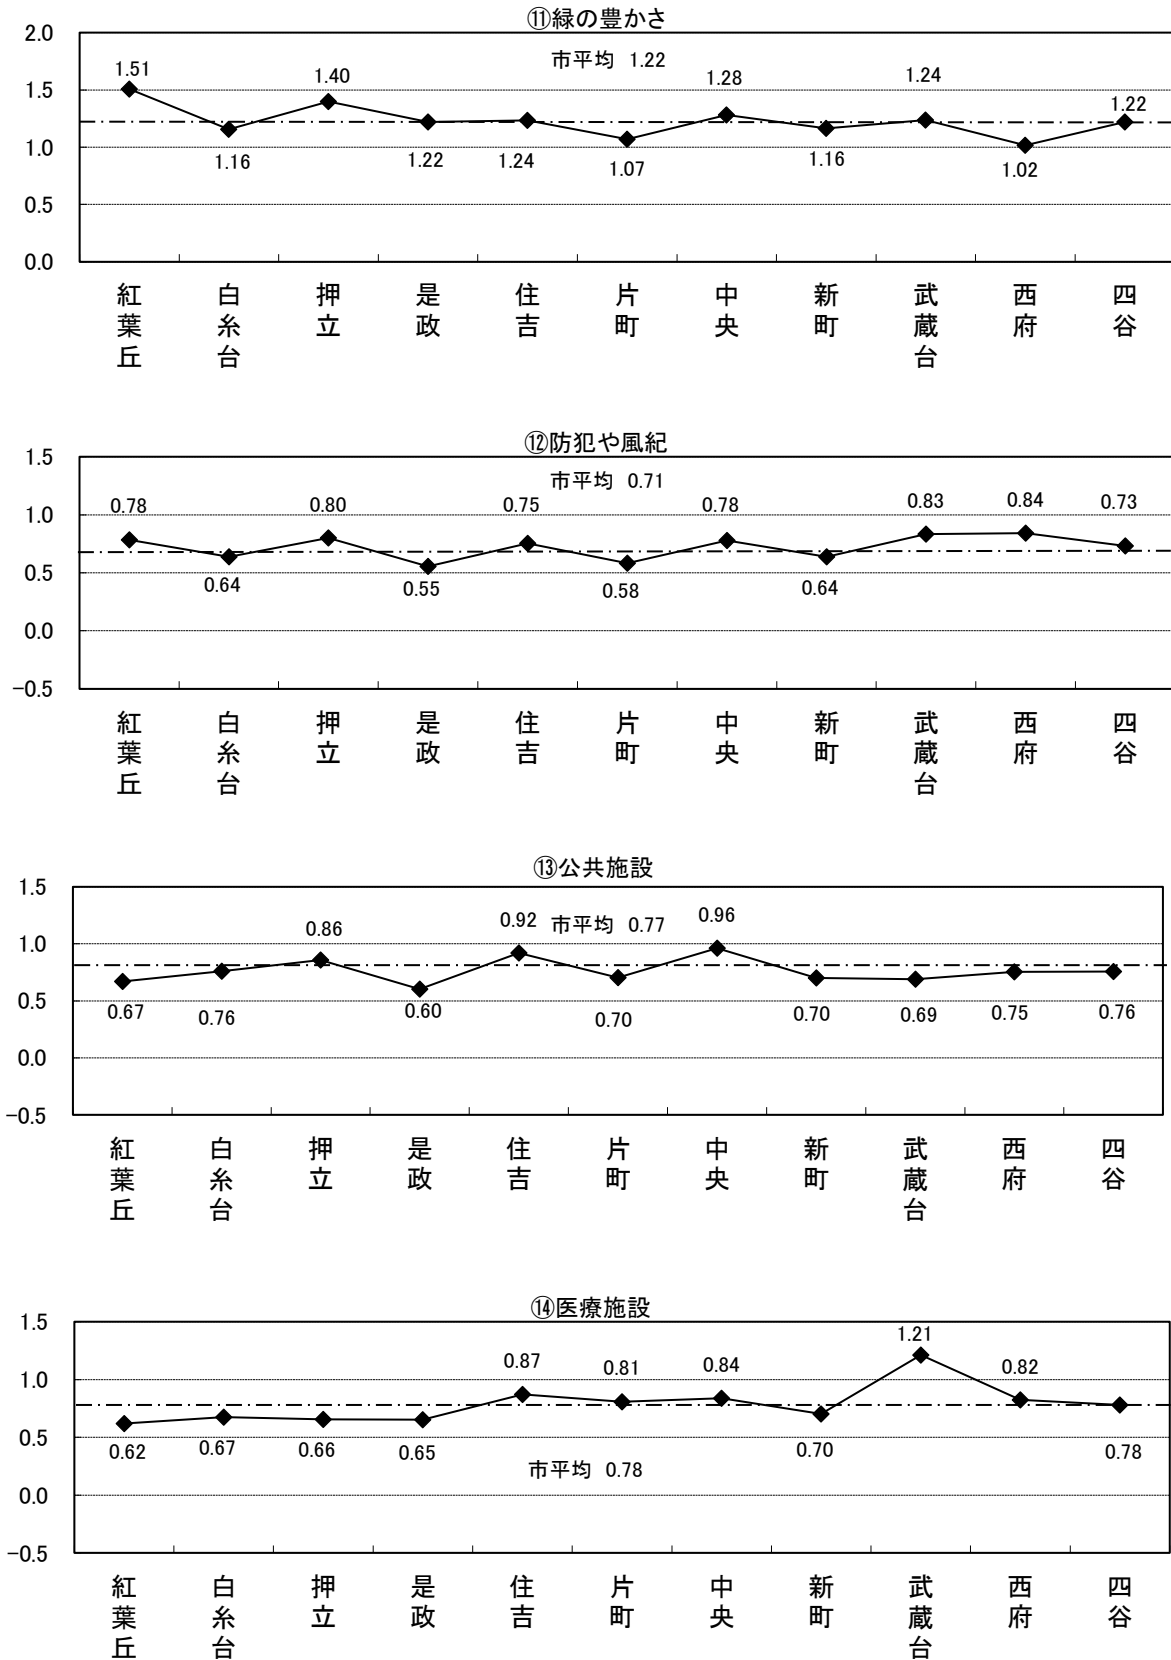 ⑪緑の豊かさ
2.0
市平均 1.22
1.51 1.40 1.28 1.24 1.22
1.5
1.0
1.16 1.22 1.24 1.07 1.16 1.02
0.5
0.0
紅葉丘 白糸台 押立 是政 住吉 片町 中央 新町 武蔵台 西府 四谷
⑫防犯や風紀
1.5
市平均 0.71
0.78 0.80 0.75 0.78 0.83 0.84 0.73
1.0
0.5
0.64 0.55 0.58 0.64
0.0
-0.5
紅葉丘 白糸台 押立 是政 住吉 片町 中央 新町 武蔵台 西府 四谷
⑬公共施設
1.5
0.86 0.92 市平均 0.77 0.96
1.0
0.5
0.67 0.76 0.60 0.70 0.70 0.69 0.75 0.76
0.0
-0.5
紅葉丘 白糸台 押立 是政 住吉 片町 中央 新町 武蔵台 西府 四谷
⑭医療施設
1.5
1.21
0.87 0.81 0.84 0.82
1.0
0.5
0.62 0.67 0.66 0.65 0.70 0.78
市平均 0.78
0.0
-0.5
紅葉丘 白糸台 押立 是政 住吉 片町 中央 新町 武蔵台 西府 四谷